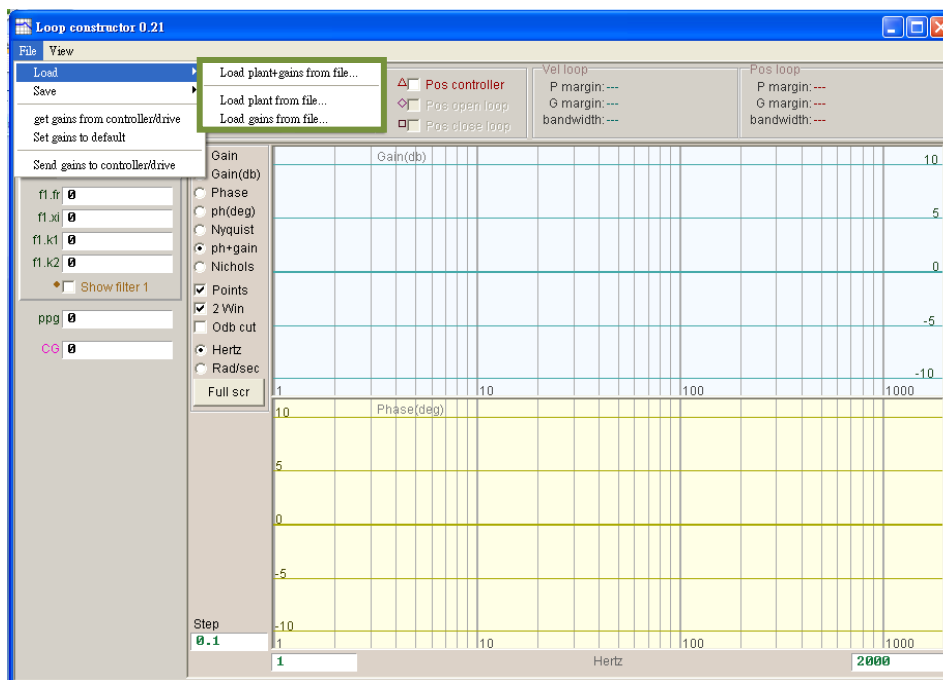 Loop constructor 0.21
File View
Load
Save
get gains from controller/drive
Set gains to default
Send gains to controller/drive
Load plant+gains from file...
Load plant from file...
Load gains from file...
Pos controller
Pos open loop
Pos close loop
Vel loop
P margin:---
G margin:---
bandwidth:---
Pos loop
P margin:---
G margin:---
bandwidth:---
f1.fr 0
f1.xi 0
f1.k1 0
f1.k2 0
Show filter 1
ppg 0
CG 0
Gain
Gain(db)
Phase
ph(deg)
Nyquist
ph+gain
Nichols
Points
2 Win
Odb cut
Hertz
Rad/sec
Full scr
Step
0.1
Gain(db)
10
5
0
-5
-10
1 10 100 1000
Phase(deg)
10
5
0
-5
-10
1 10 100 1000
1 Hertz 2000